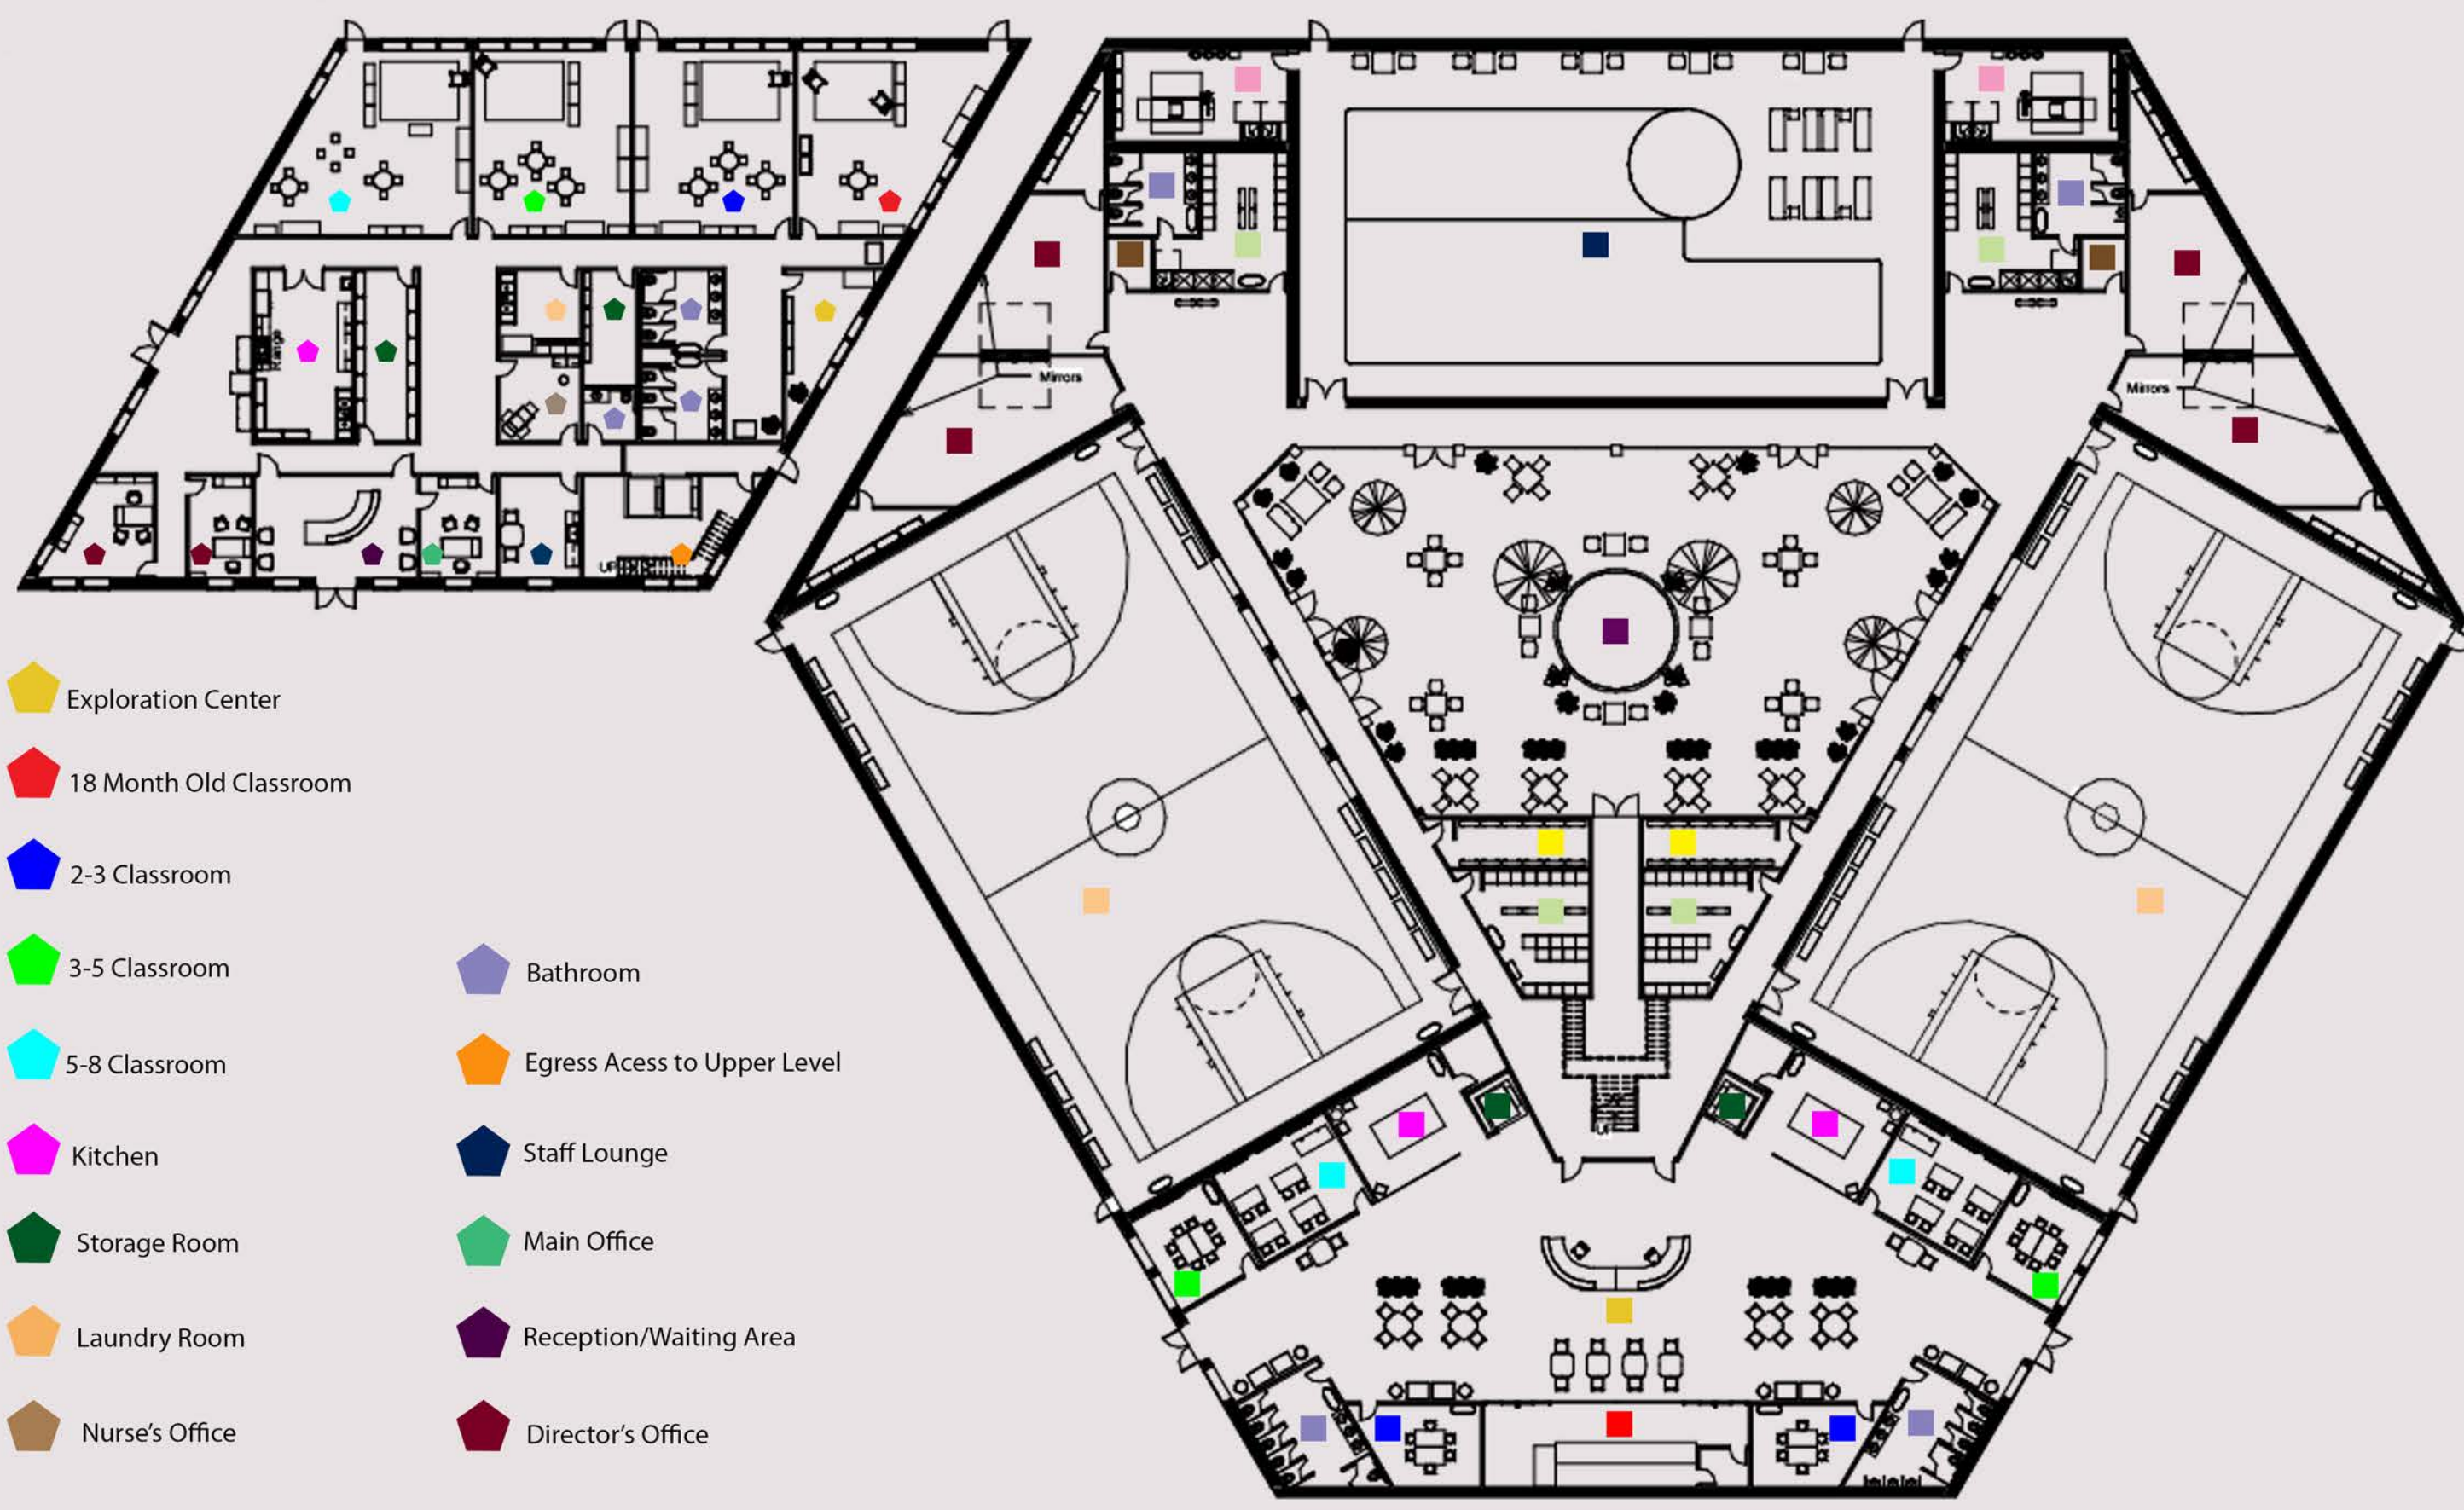 Range
UP
Mirrors
Mirrors
UP
Exploration Center
18 Month Old Classroom
2-3 Classroom
3-5 Classroom
5-8 Classroom
Kitchen
Storage Room
Laundry Room
Nurse's Office
Bathroom
Egress Acess to Upper Level
Staff Lounge
Main Office
Reception/Waiting Area
Director's Office